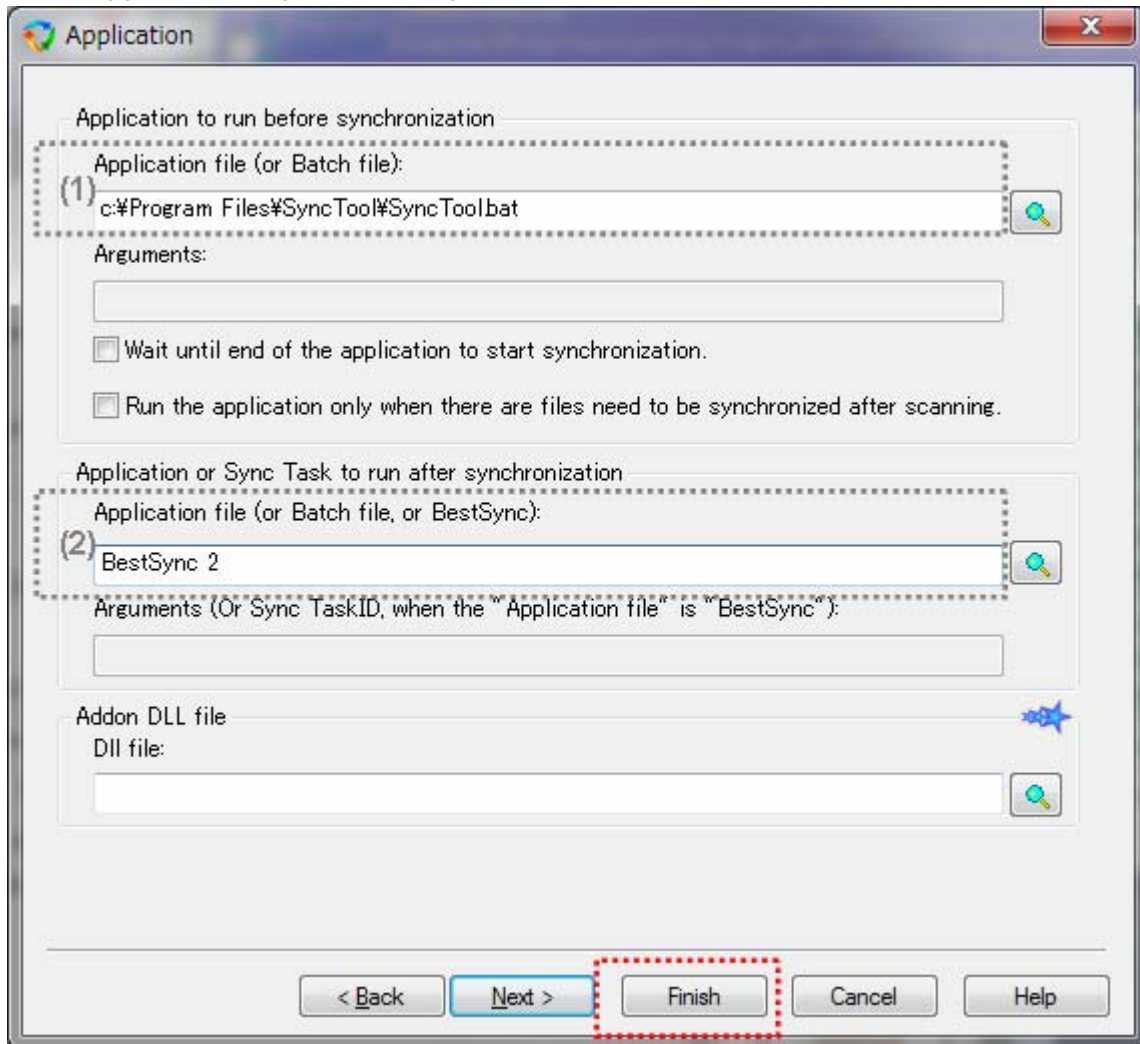 Application
Application to run before synchronization
Application file (or Batch file):
(1)
c:¥Program Files¥SyncTool¥SyncTool.bat
Arguments:
Wait until end of the application to start synchronization.
Run the application only when there are files need to be synchronized after scanning.
Application or Sync Task to run after synchronization
Application file (or Batch file, or BestSync):
(2)
BestSync 2
Arguments (Or Sync TaskID, when the "Application file" is "BestSync"):
Addon DLL file
Dll file:
< Back Next > Finish Cancel Help